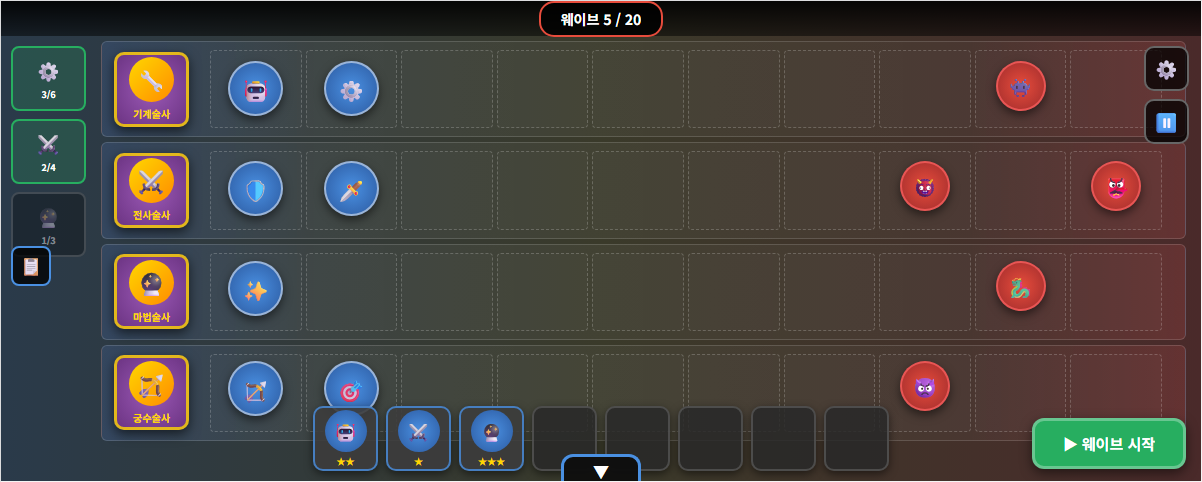 웨이브 5 / 20
3/6
2/4
1/3
기계술사
전사술사
마법술사
궁수술사
★★
★
★★★
▼
▶ 웨이브 시작